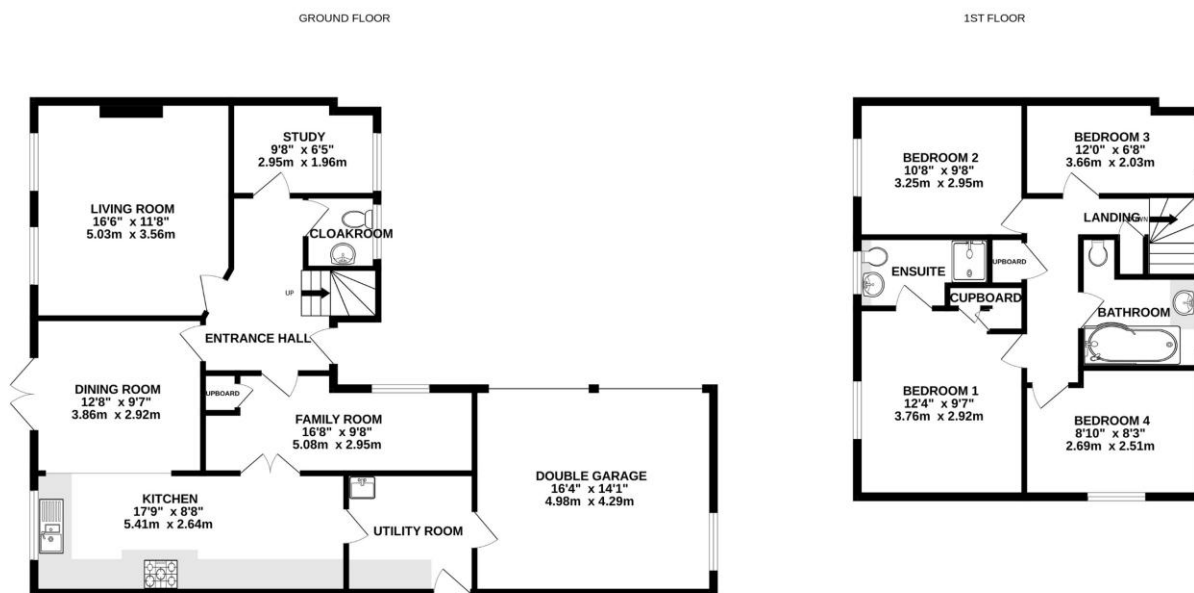 GROUND FLOOR
STUDY
9'8" x 6'5"
2.95m x 1.96m
LIVING ROOM
16'6" x 11'8"
5.03m x 3.56m
CLOAKROOM
UP
ENTRANCE HALL
DINING ROOM
12'8" x 9'7"
3.86m x 2.92m
UPBOARD
FAMILY ROOM
16'8" x 9'8"
5.08m x 2.95m
KITCHEN
17'9" x 8'8"
5.41m x 2.64m
UTILITY ROOM
DOUBLE GARAGE
16'4" x 14'1"
4.98m x 4.29m
1ST FLOOR
BEDROOM 2
10'8" x 9'8"
3.25m x 2.95m
BEDROOM 3
12'0" x 6'8"
3.66m x 2.03m
LANDING
ENSUITE
UPBOARD
CUPBOARD
BATHROOM
BEDROOM 1
12'4" x 9'7"
3.76m x 2.92m
BEDROOM 4
8'10" x 8'3"
2.69m x 2.51m